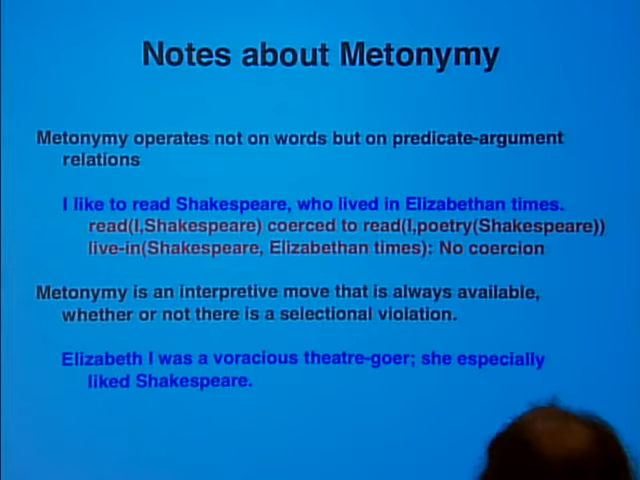 Notes about Metonymy
Metonymy operates not on words but on predicate-argument
relations
I like to read Shakespeare, who lived in Elizabethan times.
read(I,Shakespeare) coerced to read(I,poetry(Shakespeare))
live-in(Shakespeare, Elizabethan times): No coercion
Metonymy is an interpretive move that is always available,
whether or not there is a selectional violation.
Elizabeth I was a voracious theatre-goer; she especially
liked Shakespeare.